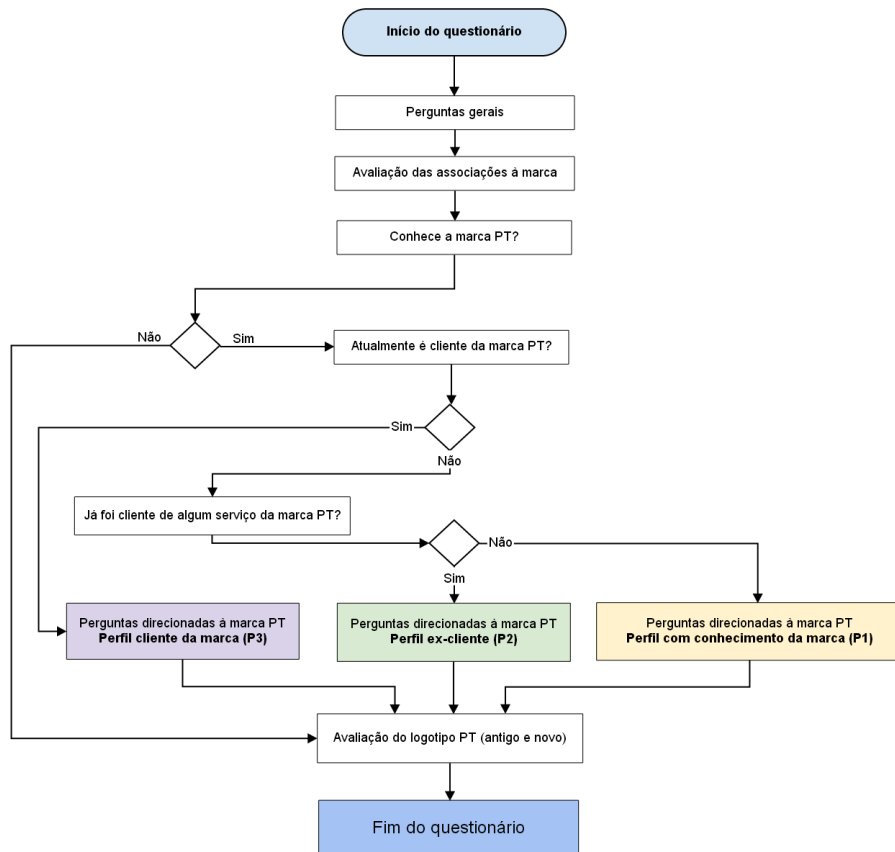 Início do questionário
Perguntas gerais
Avaliação das associações à marca
Conhece a marca PT?
Não
Sim
Atualmente é cliente da marca PT?
Sim
Não
Já foi cliente de algum serviço da marca PT?
Não
Sim
Perguntas direcionadas á marca PT
Perfil cliente da marca (P3)
Perguntas direcionadas á marca PT
Perfil ex-cliente (P2)
Perguntas direcionadas á marca PT
Perfil com conhecimento da marca (P1)
Avaliação do logotipo PT (antigo e novo)
Fim do questionário